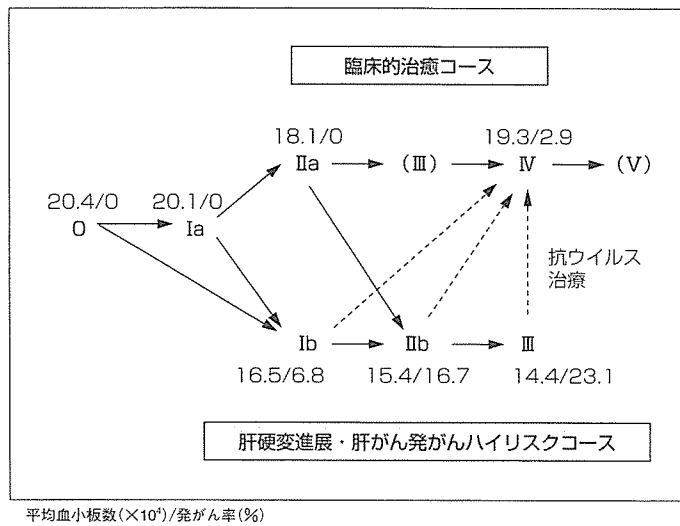 臨床的治癒コース
18.1/0 19.3/2.9
Ⅱa (Ⅲ) Ⅳ (Ⅴ)
20.4/0 20.1/0
0 Ia
抗ウイルス
治療
Ib Ⅱb Ⅲ
16.5/6.8 15.4/16.7 14.4/23.1
肝硬変進展・肝がん発がんハイリスクコース
平均血小板数(×10⁴)/発がん率(%)